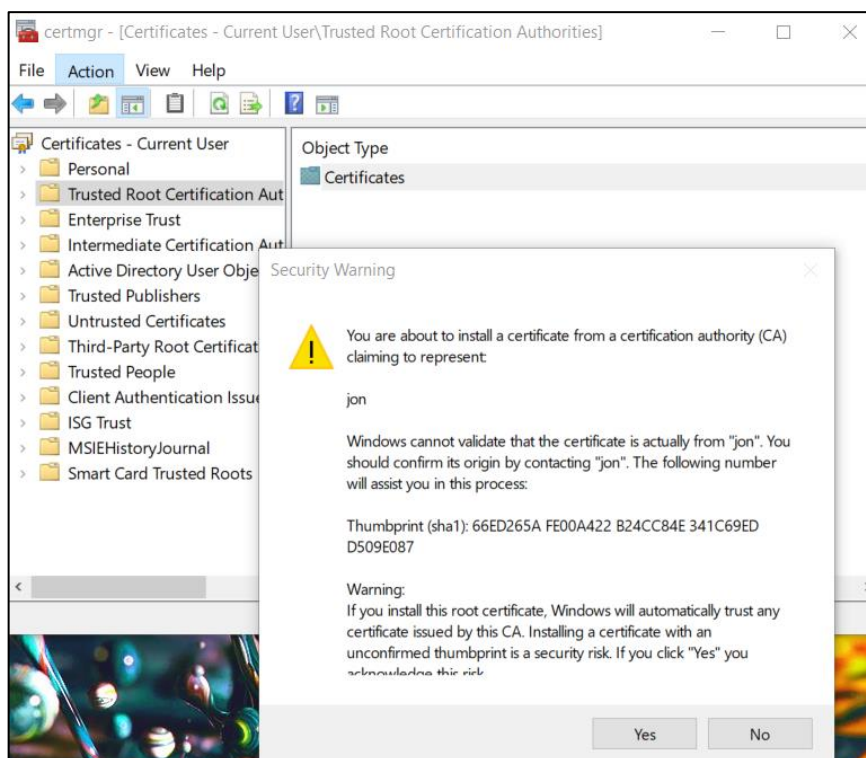 certmgr - [Certificates - Current User\Trusted Root Certification Authorities]
File Action View Help
Certificates - Current User
Personal
Trusted Root Certification Aut
Enterprise Trust
Intermediate Certification Aut
Active Directory User Obje
Trusted Publishers
Untrusted Certificates
Third-Party Root Certificat
Trusted People
Client Authentication Issue
ISG Trust
MSIEHistoryJournal
Smart Card Trusted Roots
Object Type
Certificates
Security Warning
You are about to install a certificate from a certification authority (CA)
claiming to represent:
jon
Windows cannot validate that the certificate is actually from "jon". You
should confirm its origin by contacting "jon". The following number
will assist you in this process:
Thumbprint (sha1): 66ED265A FE00A422 B24CC84E 341C69ED
D509E087
Warning:
If you install this root certificate, Windows will automatically trust any
certificate issued by this CA. Installing a certificate with an
unconfirmed thumbprint is a security risk. If you click "Yes" you
acknowledge this risk.
Yes No